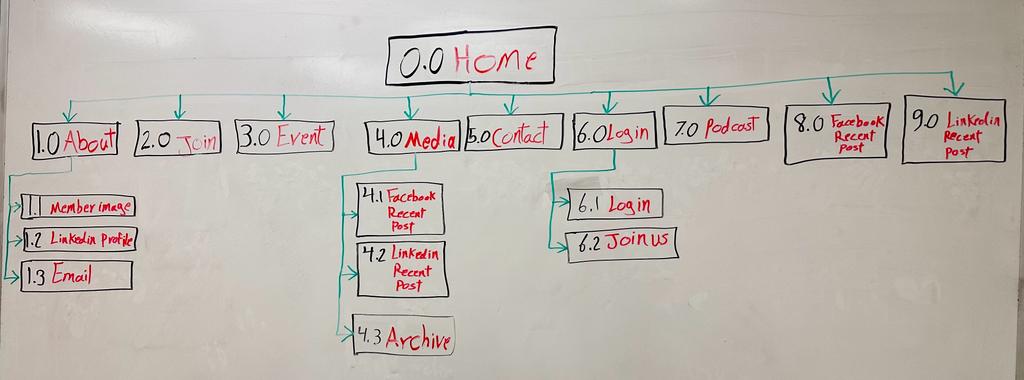 0.0 Home
1.0 About
2.0 Join
3.0 Event
4.0 Media
5.0 Contact
6.0 Login
7.0 Podcast
8.0 Facebook
Recent
Post
9.0 Linkedin
Recent
Post
1.1 Member image
1.2 Linkedin Profile
1.3 Email
4.1 Facebook
Recent
Post
4.2 Linkedin
Recent
Post
4.3 Archive
6.1 Login
6.2 Join us